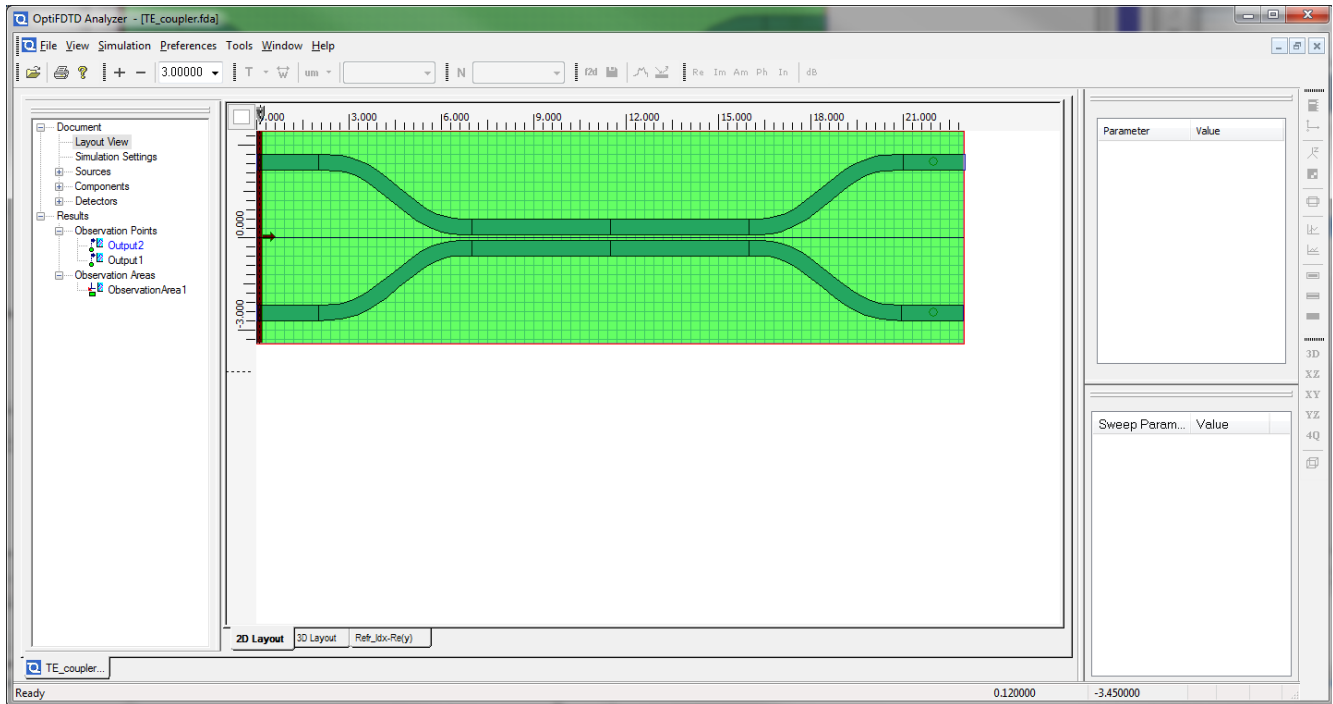 OptiFDTD Analyzer - [TE_coupler.fda]
File View Simulation Preferences Tools Window Help
3.00000 T W um N f2d Re Im Am Ph In dB
Document
Layout View
Simulation Settings
Sources
Components
Detectors
Results
Observation Points
Output2
Output1
Observation Areas
ObservationArea1
0.000 3.000 6.000 9.000 12.000 15.000 18.000 21.000
0.000
-3.000
2D Layout 3D Layout Refr_Idx-Re(y)
Parameter Value
Sweep Param... Value
3D
XZ
XY
YZ
4Q
TE_coupler...
Ready 0.120000 -3.450000